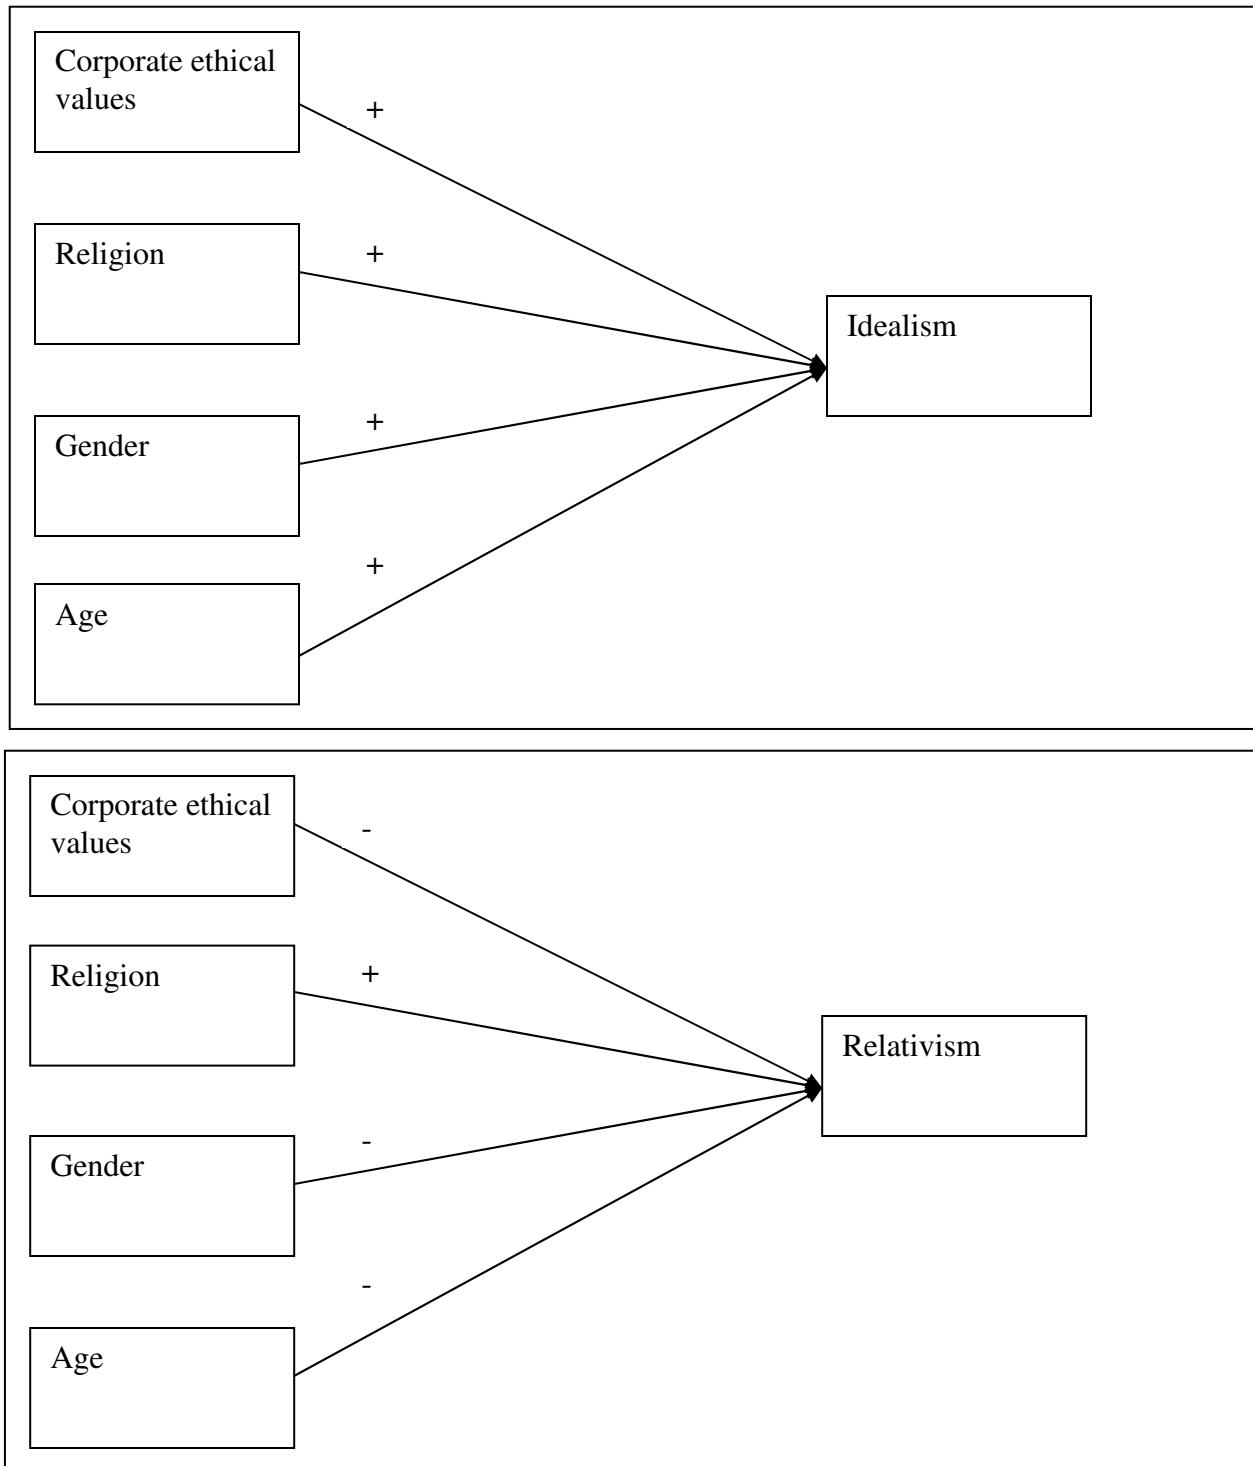 Corporate ethical
values
+
Religion
+
Idealism
Gender
+
Age
+
Corporate ethical
values
-
Religion
+
Relativism
Gender
-
Age
-